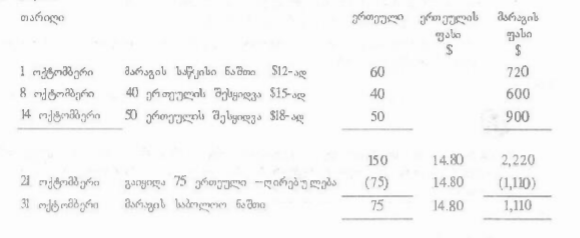 თარიღი ერთეული ერთეულის მარაგის
ფასი ფასი
$ $
1 ოქტომბერი მარაგის საწყისი ნაშთი $12-ად 60 720
8 ოქტომბერი 40 ერთეულის შესყიდვა $15-ად 40 600
14 ოქტომბერი 50 ერთეულის შესყიდვა $18-ად 50 900
150 14.80 2,220
21 ოქტომბერი გაიყიდა 75 ერთეული –ღირებულება (75) 14.80 (1,110)
31 ოქტომბერი მარაგის საბოლოო ნაშთი 75 14.80 1,110